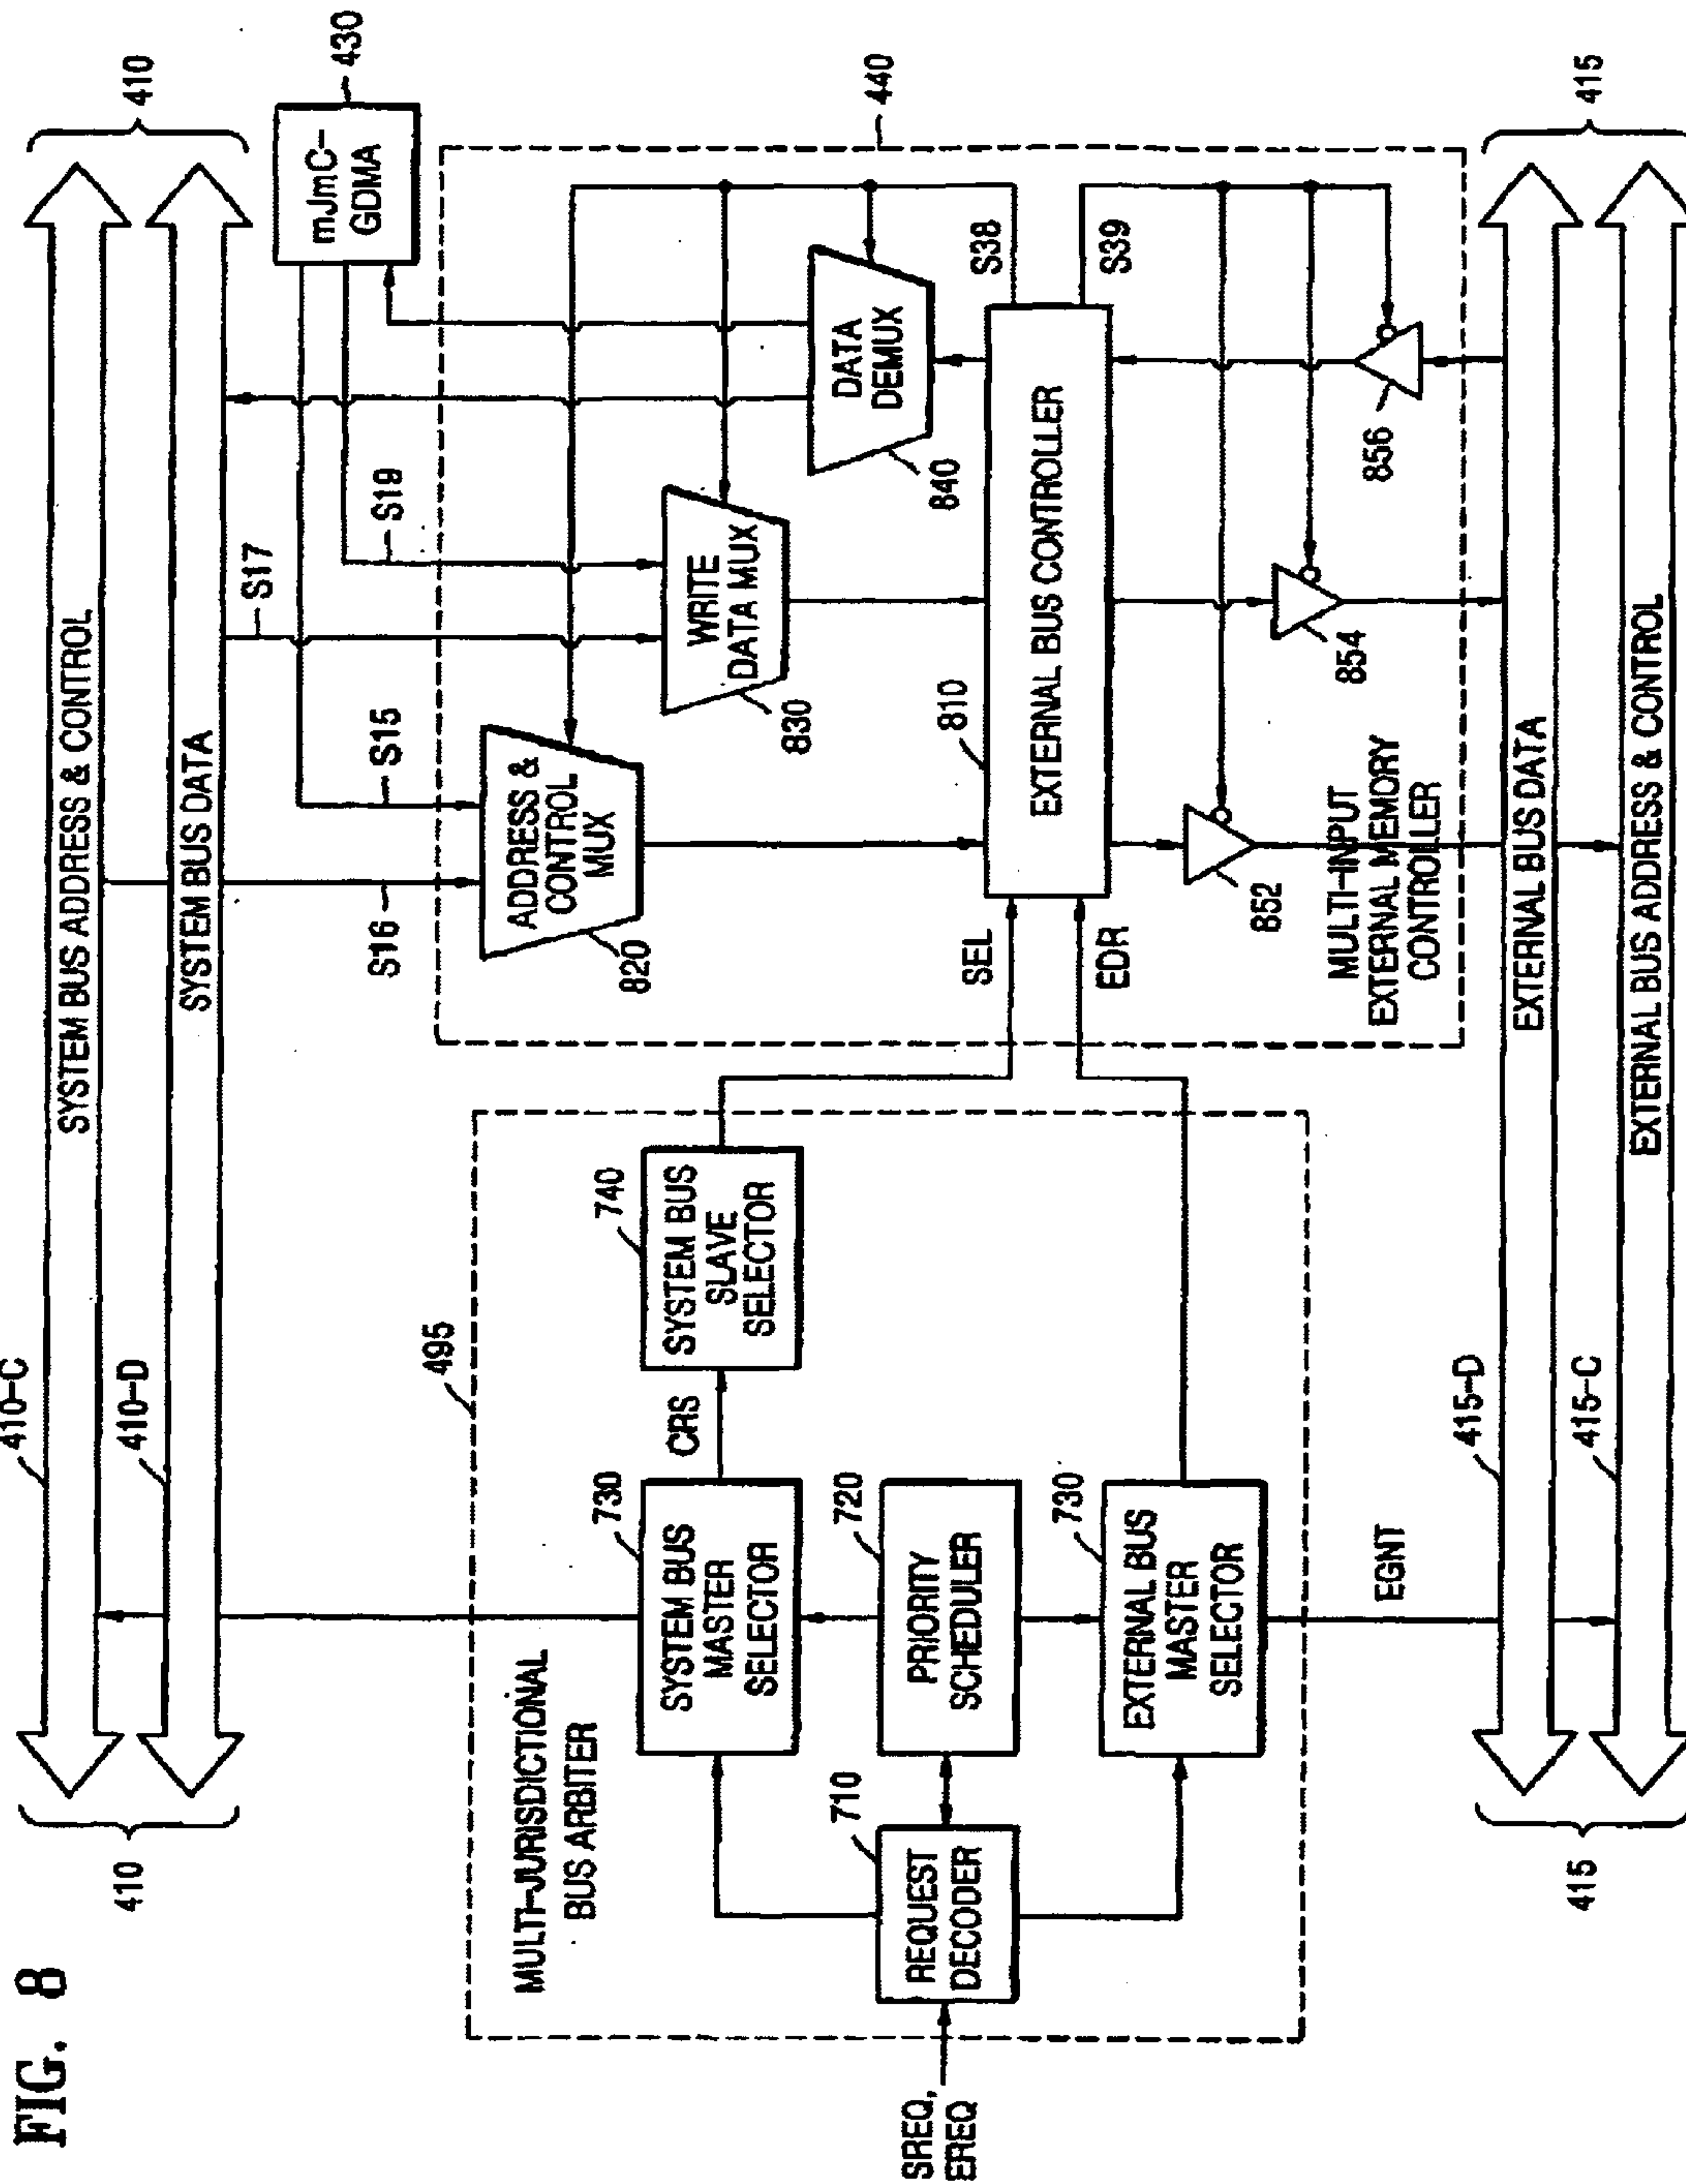 FIG. 8
410-C
SYSTEM BUS ADDRESS & CONTROL
410-D
SYSTEM BUS DATA
410
410
mJmC-
GDMA
430
S16
S15
S17
S19
440
495
MULTI-JURISDICTIONAL
BUS ARBITER
SREQ,
EREQ
REQUEST
DECODER
710
SYSTEM BUS
MASTER
SELECTOR
730
CRS
SYSTEM BUS
SLAVE
SELECTOR
740
PRIORITY
SCHEDULER
720
EXTERNAL BUS
MASTER
SELECTOR
730
EGNT
ADDRESS &
CONTROL
MUX
820
WRITE
DATA MUX
830
DATA
DEMUX
840
SEL
EDR
810
EXTERNAL BUS CONTROLLER
S38
S39
852
854
856
MULTI-INPUT
EXTERNAL MEMORY
CONTROLLER
415-D
EXTERNAL BUS DATA
415-C
EXTERNAL BUS ADDRESS & CONTROL
415
415